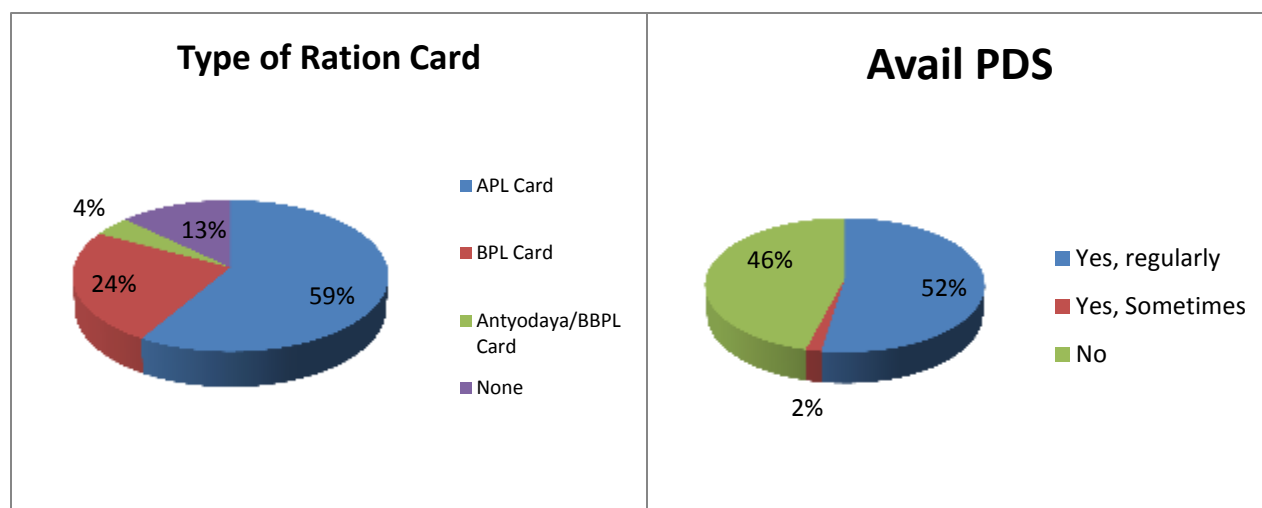 Type of Ration Card
4%
13%
24%
59%
APL Card
BPL Card
Antyodaya/BBPL
Card
None
Avail PDS
46%
52%
2%
Yes, regularly
Yes, Sometimes
No